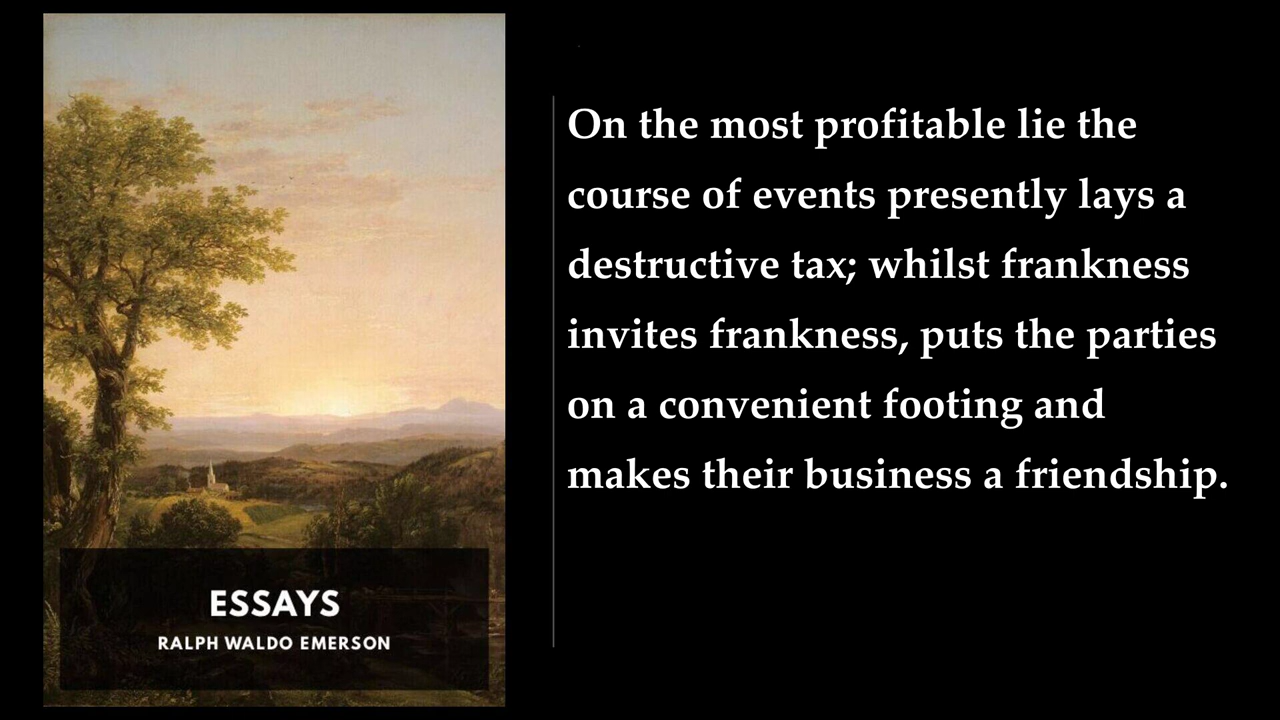 ESSAYS
RALPH WALDO EMERSON
On the most profitable lie the
course of events presently lays a
destructive tax; whilst frankness
invites frankness, puts the parties
on a convenient footing and
makes their business a friendship.